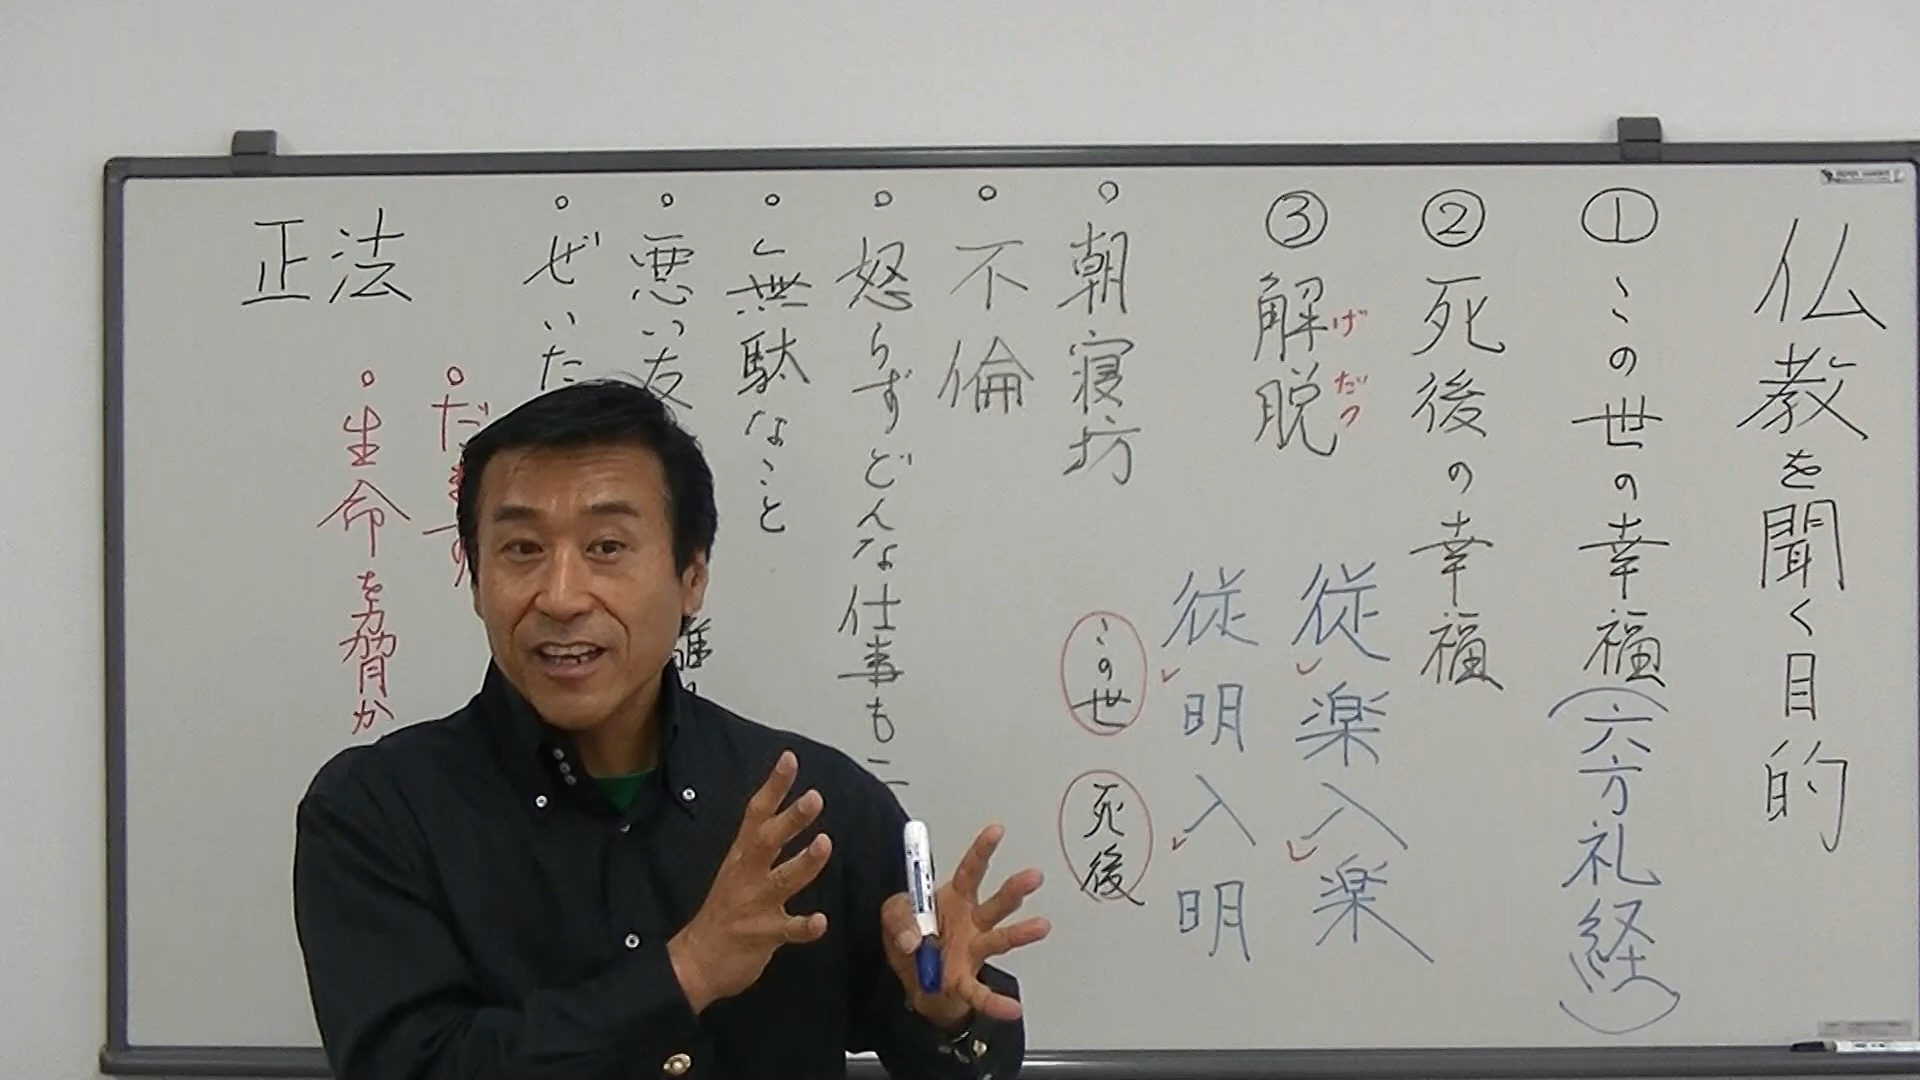 仏教を聞く目的
①この世の幸福
（六方礼経）
②死後の幸福
③解脱
げだつ
従楽入楽
従明入明
この世
死後
。朝寝坊
。不倫
。怒らずどんな仕事もこ
。無駄なこと
。悪い友
。ぜいた
正法
。だます
。生命を脅か